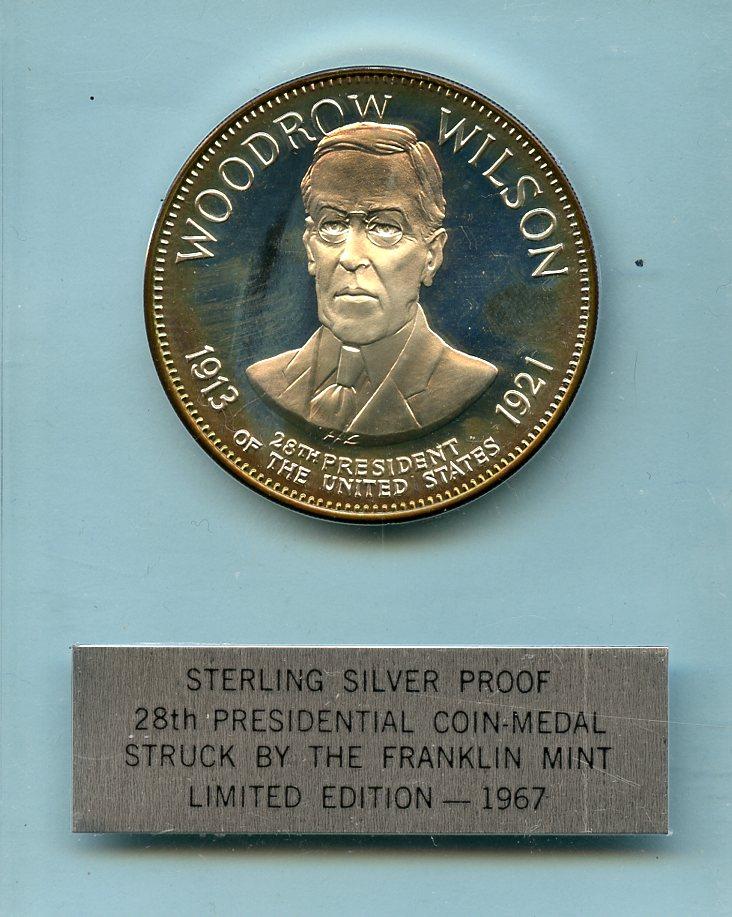 WOODROW WILSON
1913 1921
HK
28TH PRESIDENT
OF THE UNITED STATES
STERLING SILVER PROOF
28th PRESIDENTIAL COIN-MEDAL
STRUCK BY THE FRANKLIN MINT
LIMITED EDITION — 1967